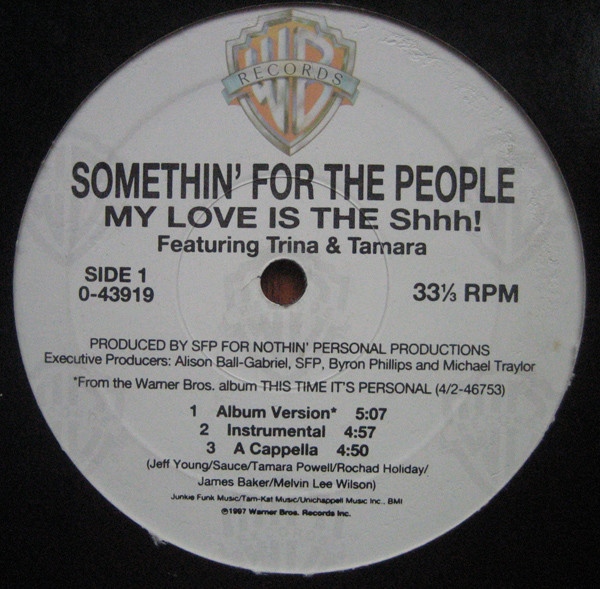 WB
RECORDS
SOMETHIN' FOR THE PEOPLE
MY LOVE IS THE Shhh!
Featuring Trina & Tamara
SIDE 1
0-43919
33⅓ RPM
PRODUCED BY SFP FOR NOTHIN' PERSONAL PRODUCTIONS
Executive Producers: Alison Ball-Gabriel, SFP, Byron Phillips and Michael Traylor
*From the Warner Bros. album THIS TIME IT'S PERSONAL (4/2-46753)
1 Album Version* 5:07
2 Instrumental 4:57
3 A Cappella 4:50
(Jeff Young/Sauce/Tamara Powell/Rochad Holiday/
James Baker/Melvin Lee Wilson)
Junkie Funk Music/Tam-Kat Music/Unichappell Music Inc., BMI
℗1997 Warner Bros. Records Inc.